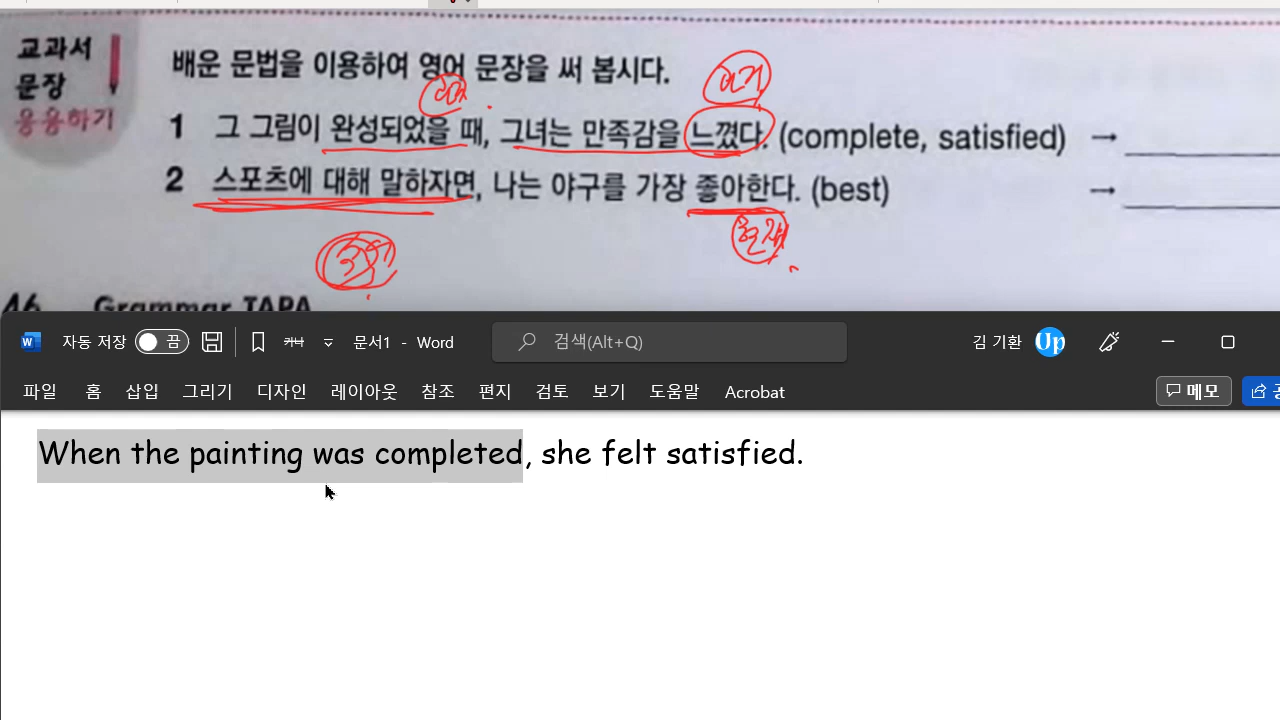 교과서
문장
응용하기
배운 문법을 이용하여 영어 문장을 써 봅시다.
과거
1 그 그림이 완성되었을 때, 그녀는 만족감을 느꼈다. (complete, satisfied) →
2 스포츠에 대해 말하자면, 나는 야구를 가장 좋아한다. (best) →
현재
46 Grammar TAPA
자동 저장 끔 가나 문서1 - Word 검색(Alt+Q) 김 기환 Up
파일 홈 삽입 그리기 디자인 레이아웃 참조 편지 검토 보기 도움말 Acrobat 메모
When the painting was completed, she felt satisfied.